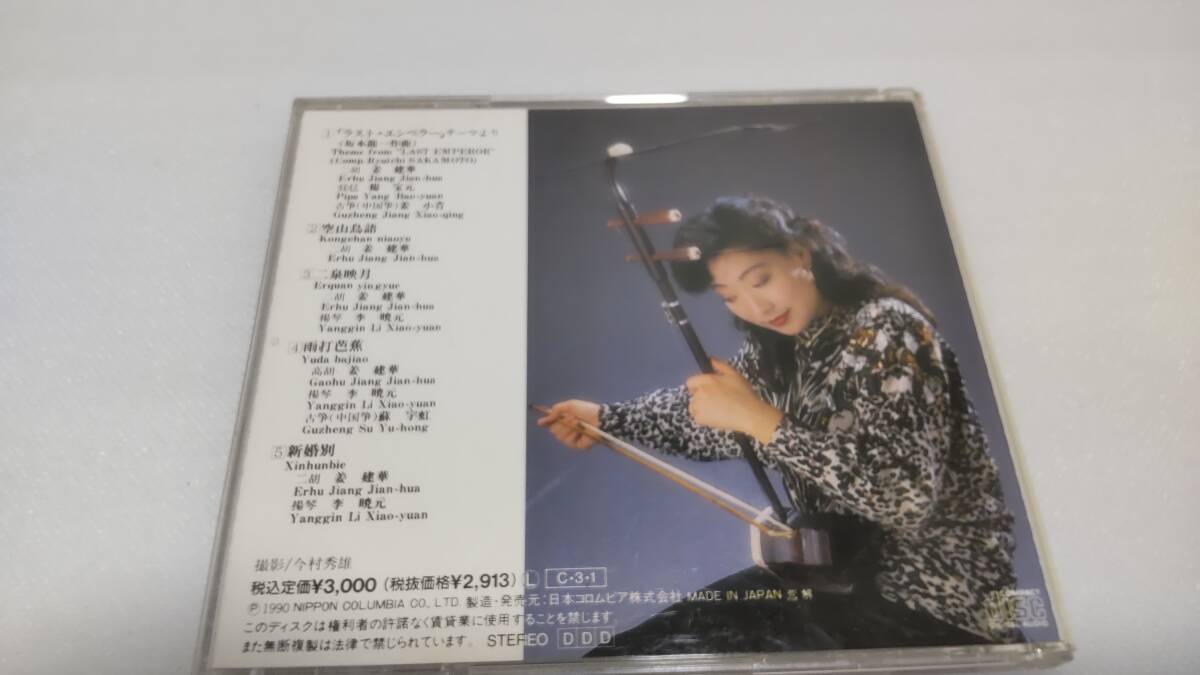 1 「ラスト・エンペラー」テーマより
(坂本龍一作曲)
Theme from "LAST EMPEROR"
(Comp. Ryuichi SAKAMOTO)
二胡 姜 建華
Erhu Jiang Jian-hua
琵琶 楊 宝元
Pipa Yang Bao-yuan
古箏(中国箏) 姜 小青
Guzheng Jiang Xiao-qing
2 空山鳥語
Kongshan niaoyu
二胡 姜 建華
Erhu Jiang Jian-hua
3 二泉映月
Erquan yingyue
二胡 姜 建華
Erhu Jiang Jian-hua
揚琴 李 曉元
Yanggin Li Xiao-yuan
4 雨打芭蕉
Yuda bajiao
高胡 姜 建華
Gaohu Jiang Jian-hua
揚琴 李 曉元
Yanggin Li Xiao-yuan
古箏(中国箏) 蘇 宇虹
Guzheng Su Yu-hong
5 新婚別
Xinhunbie
二胡 姜 建華
Erhu Jiang Jian-hua
揚琴 李 曉元
Yanggin Li Xiao-yuan
撮影/今村秀雄
税込定価¥3,000 (税抜価格¥2,913) L C・3・1
Ⓟ 1990 NIPPON COLUMBIA CO., LTD. 製造・発売元:日本コロムビア株式会社 MADE IN JAPAN
このディスクは権利者の許諾なく賃貸業に使用することを禁じます。
また無断複製は法律で禁じられています。 STEREO D D D
COMPACT
DISC
DIGITAL AUDIO